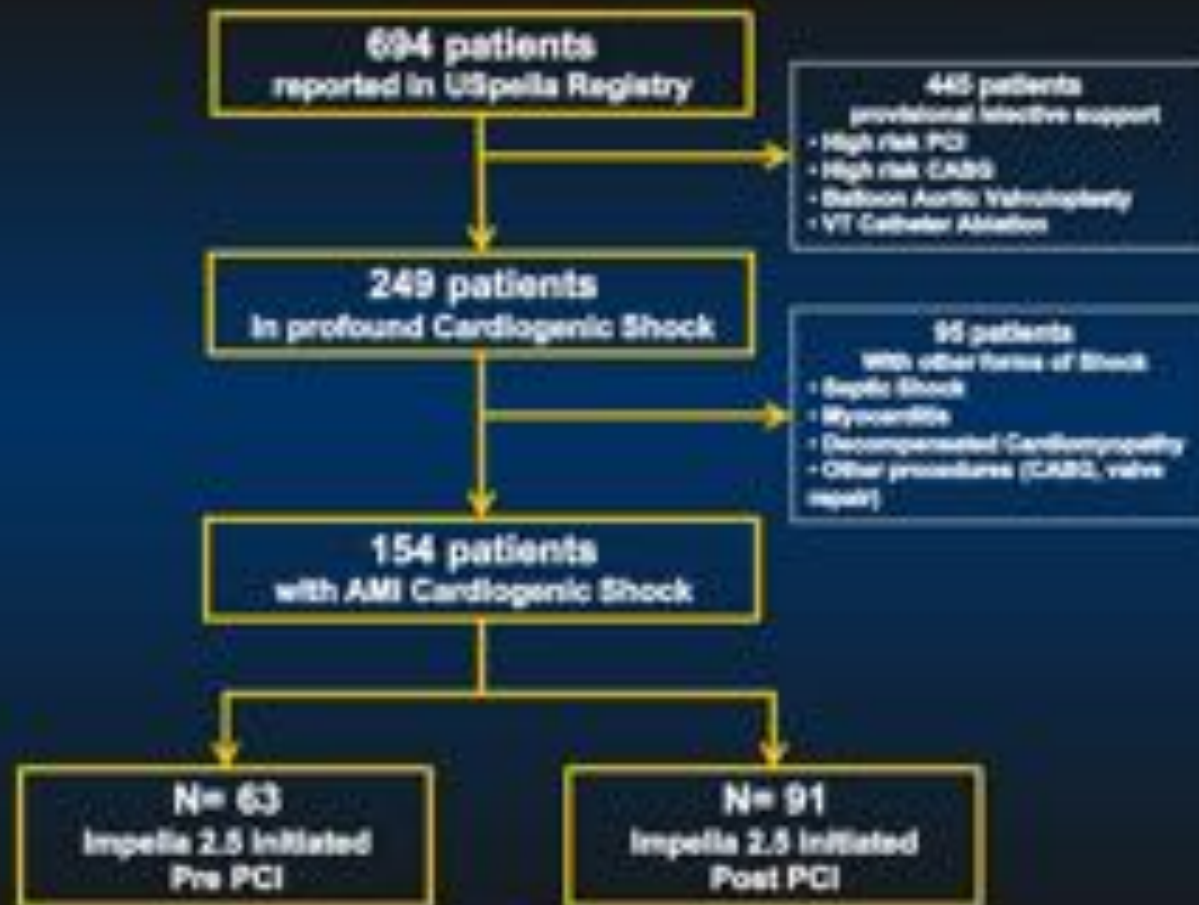 694 patients
reported in USpella Registry
445 patients
provisional/elective support
• High risk PCI
• High risk CABG
• Balloon Aortic Valvuloplasty
• VT Catheter Ablation
249 patients
in profound Cardiogenic Shock
95 patients
With other forms of Shock
• Septic Shock
• Myocarditis
• Decompensated Cardiomyopathy
• Other procedures (CABG, valve
repair)
154 patients
with AMI Cardiogenic Shock
N= 63
Impella 2.5 initiated
Pre PCI
N= 91
Impella 2.5 initiated
Post PCI